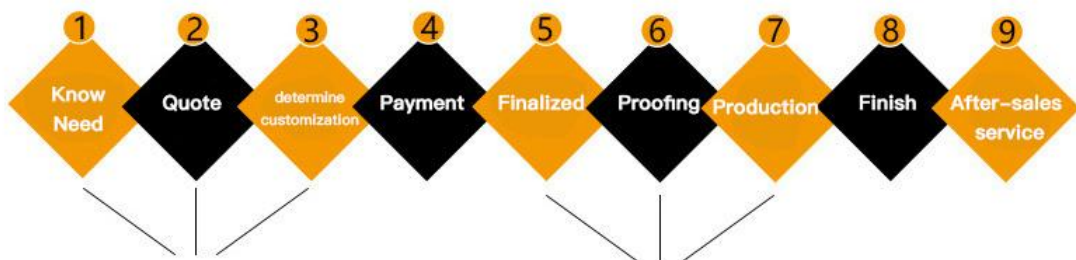 1
Know
Need
2
Quote
3
determine
customization
4
Payment
5
Finalized
6
Proofing
7
Production
8
Finish
9
After-sales
service